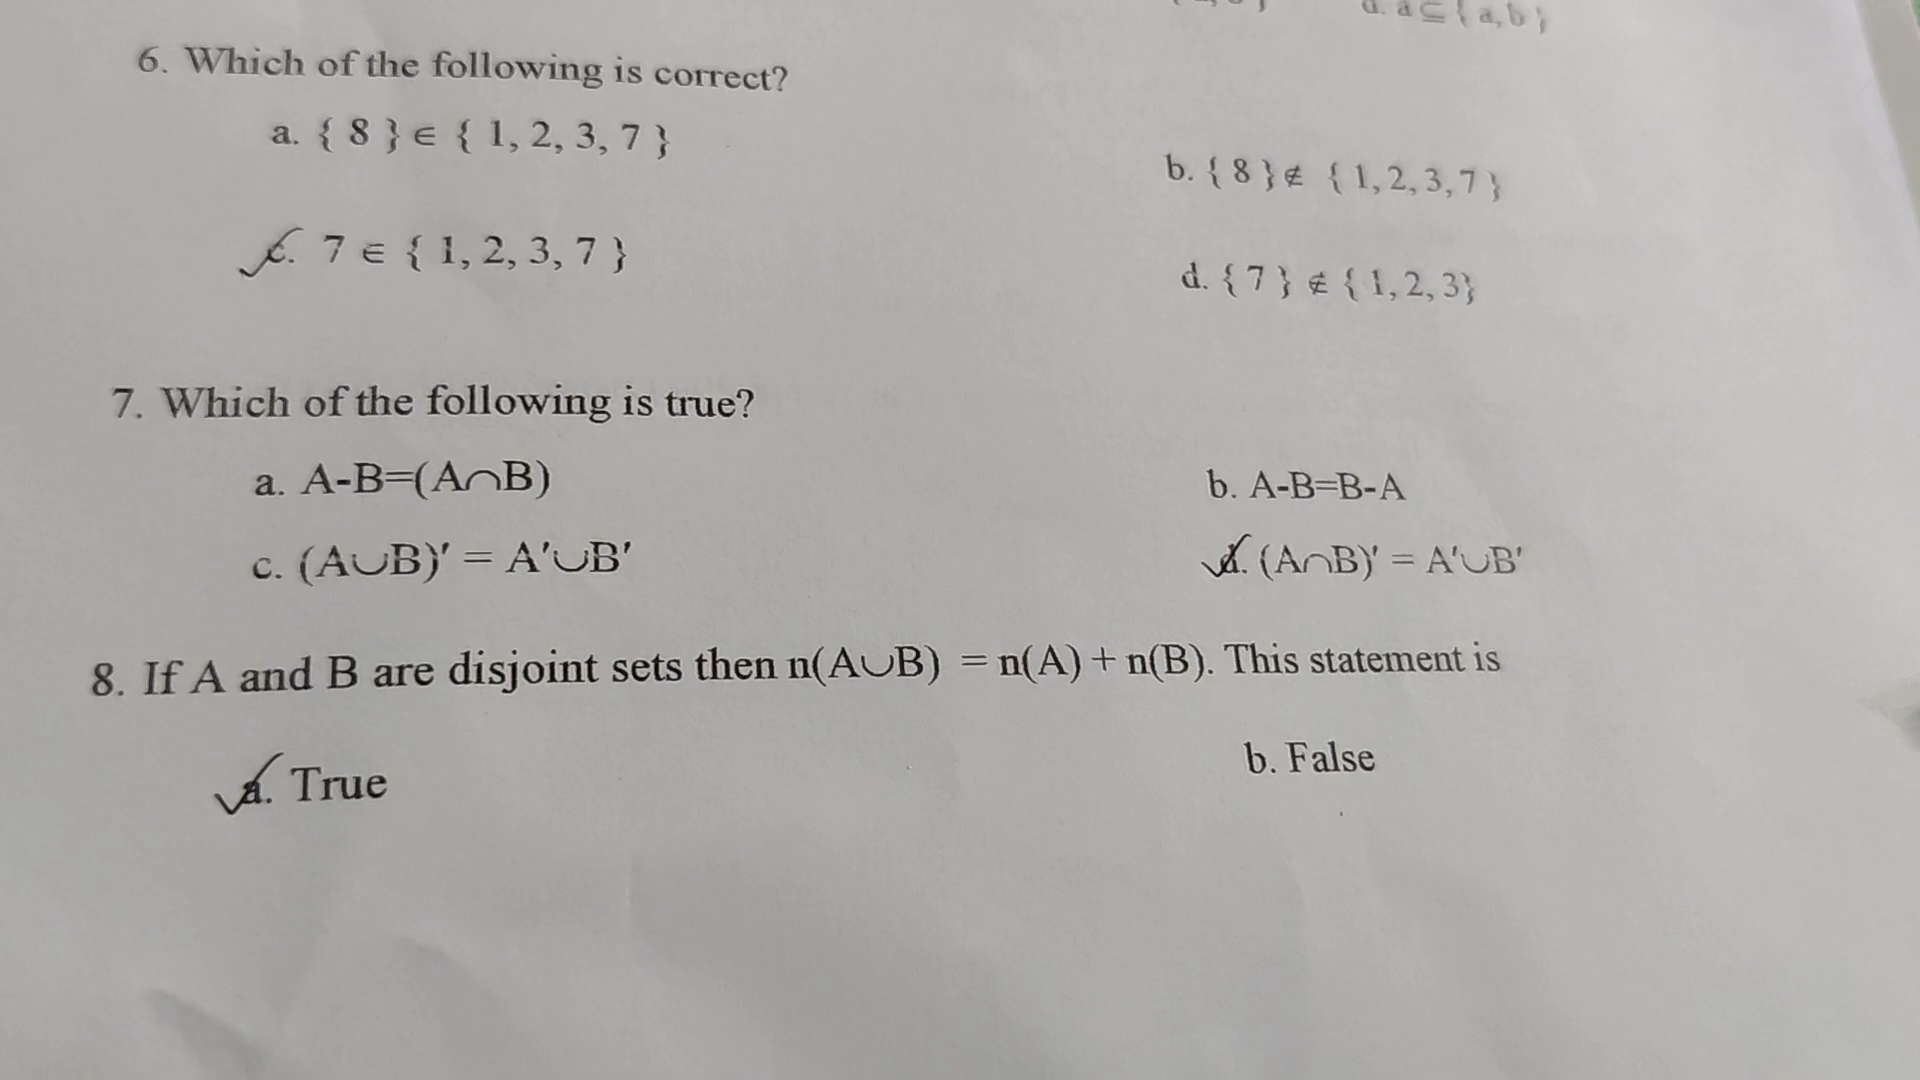 d. a⊆{a,b}
6. Which of the following is correct?
a. { 8 } ∈ { 1, 2, 3, 7 }
b. { 8 } ∉ { 1, 2, 3, 7 }
c. 7 ∈ { 1, 2, 3, 7 }
d. { 7 } ∉ { 1, 2, 3}
7. Which of the following is true?
a. A-B=(A∩B)
b. A-B=B-A
c. (A∪B)′ = A′∪B′
d. (A∩B)' = A'∪B'
8. If A and B are disjoint sets then n(A∪B) = n(A) + n(B). This statement is
a. True
b. False